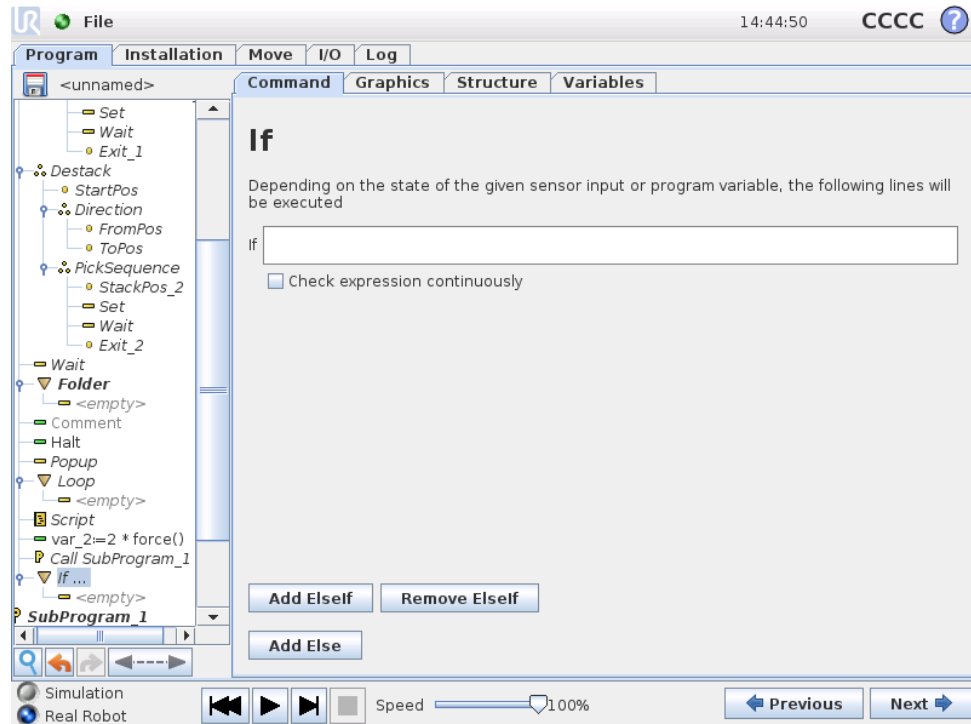 UR File 14:44:50 CCCC ?
Program Installation Move I/O Log
<unnamed> Command Graphics Structure Variables
Set
Wait
Exit_1
Destack
StartPos
Direction
FromPos
ToPos
PickSequence
StackPos_2
Set
Wait
Exit_2
Wait
Folder
<empty>
Comment
Halt
Popup
Loop
<empty>
Script
var_2:=2 * force()
P Call SubProgram_1
If ...
<empty>
P SubProgram_1
If
Depending on the state of the given sensor input or program variable, the following lines will
be executed
If
Check expression continuously
Add ElseIf Remove ElseIf
Add Else
Simulation
Real Robot
Speed 100%
Previous Next